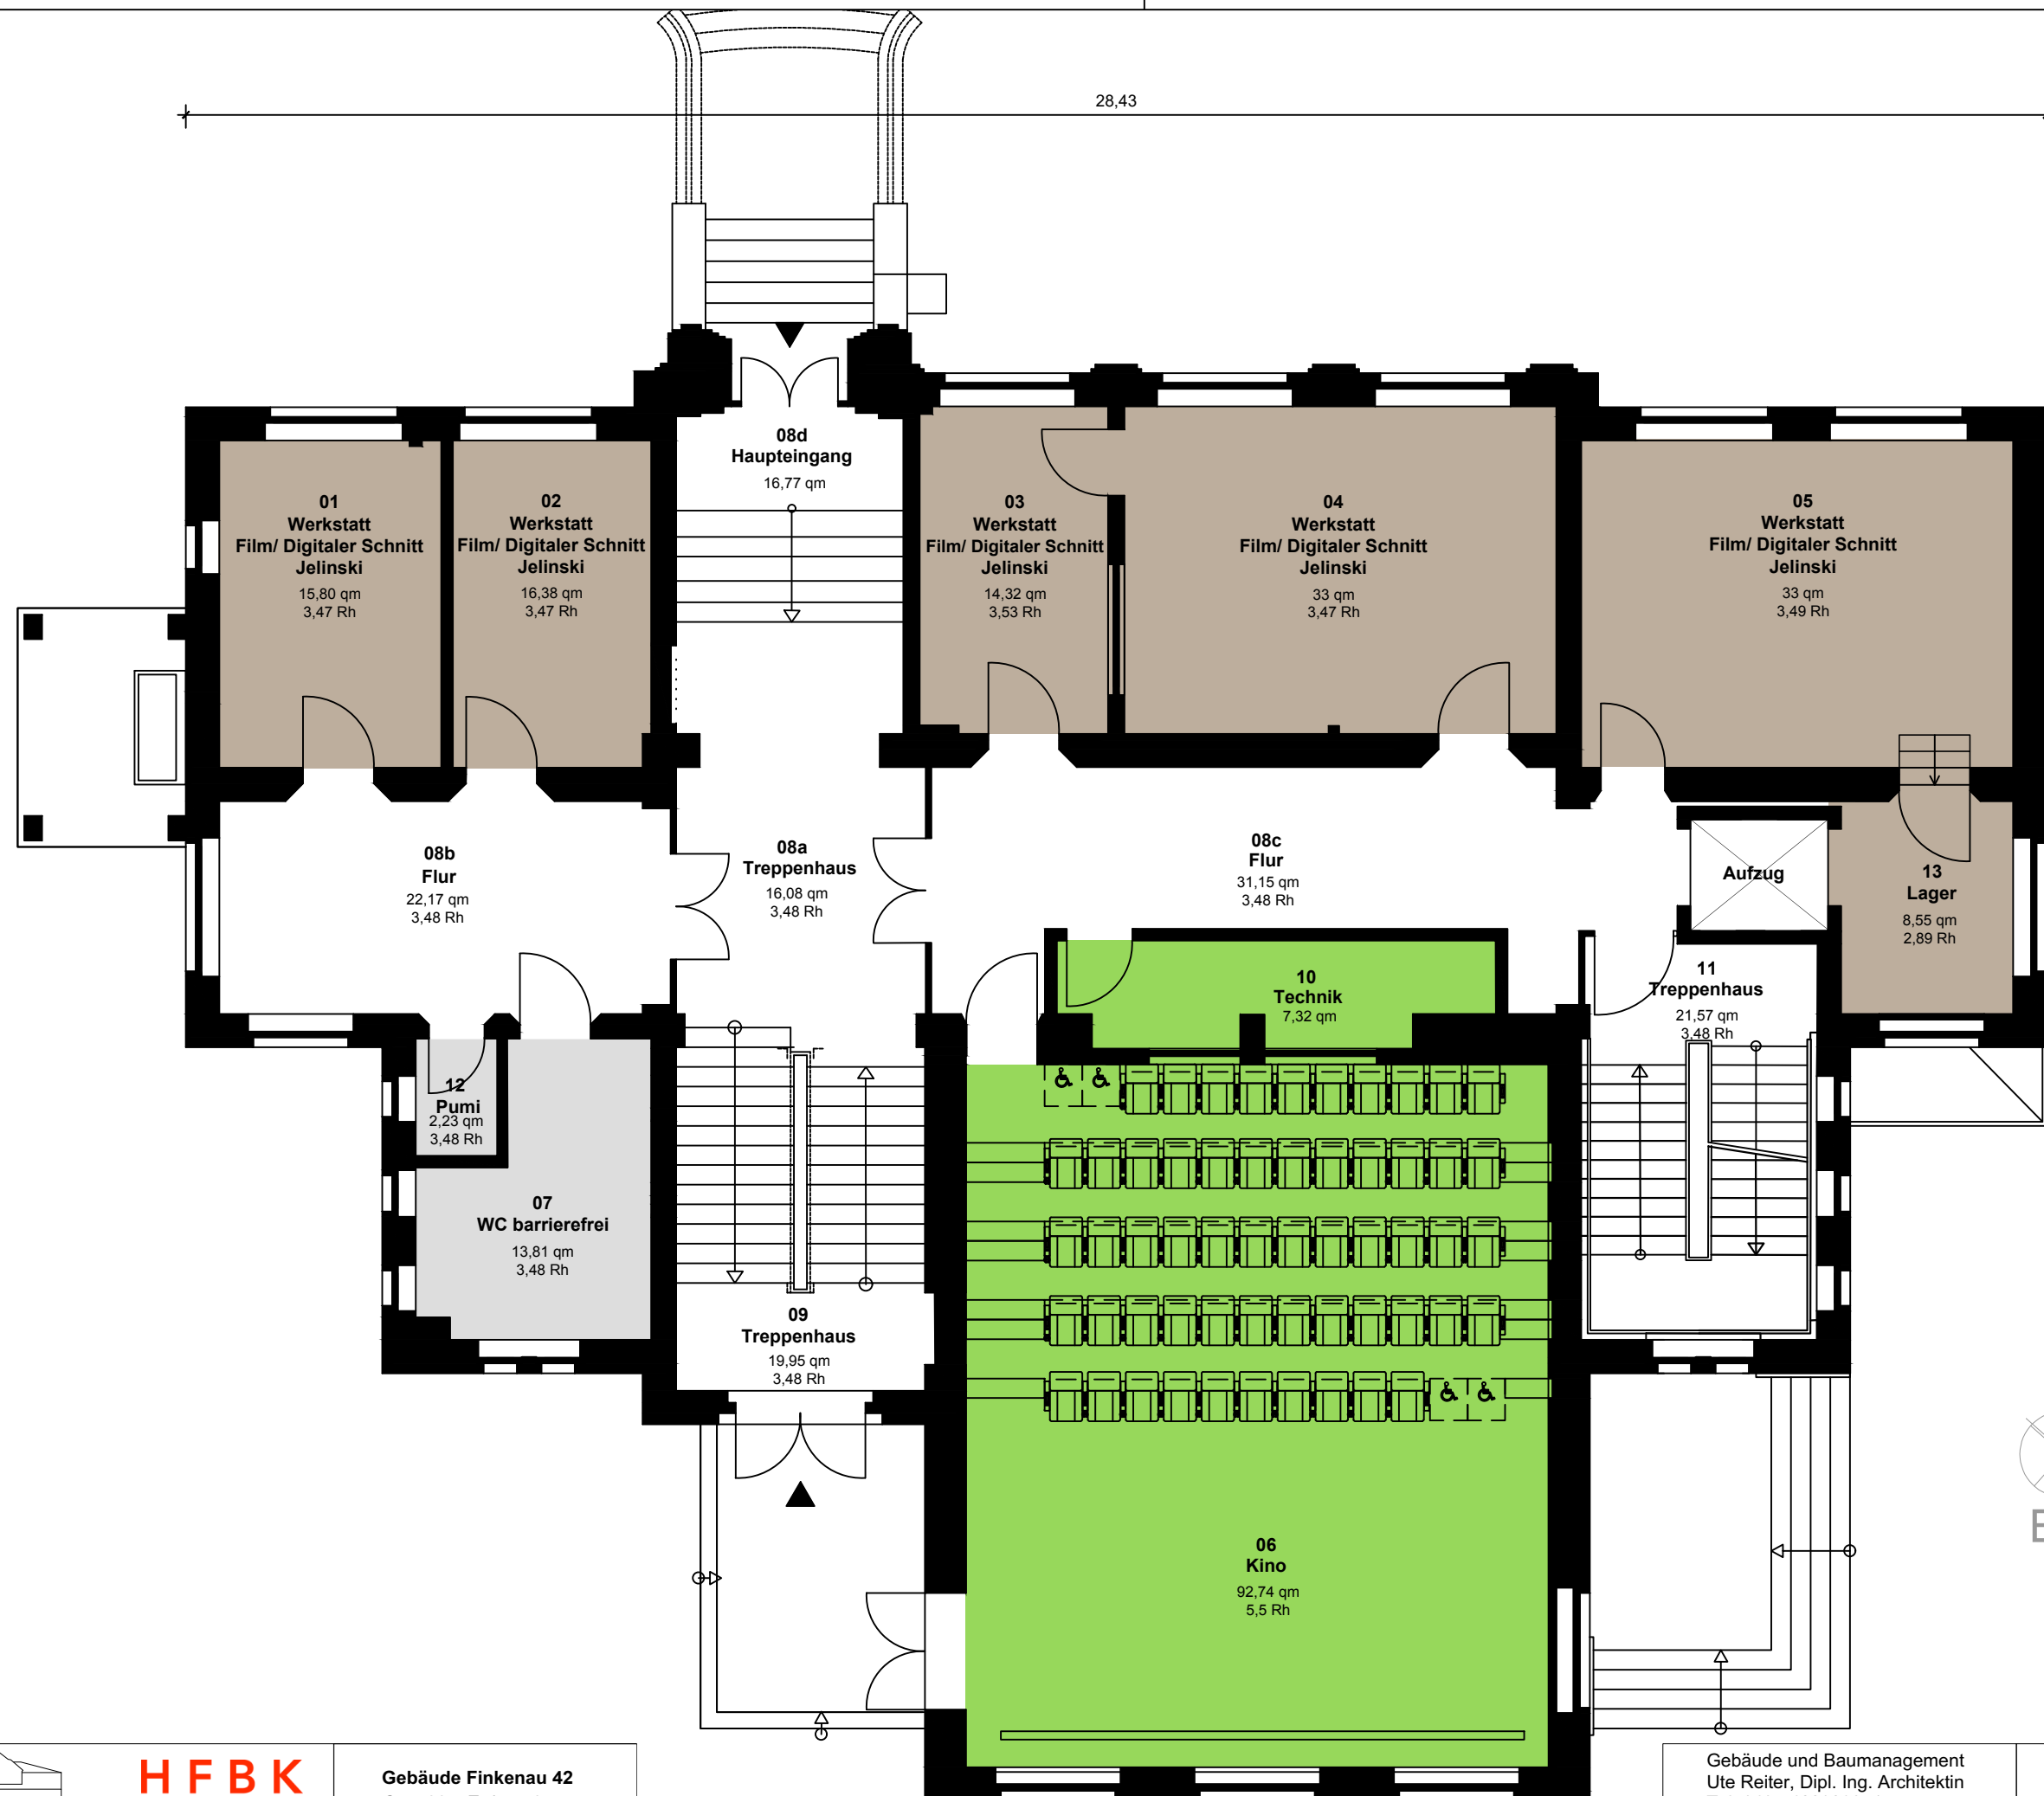 28,43
08d
Haupteingang
16,77 qm
01
Werkstatt
Film/ Digitaler Schnitt
Jelinski
15,80 qm
3,47 Rh
02
Werkstatt
Film/ Digitaler Schnitt
Jelinski
16,38 qm
3,47 Rh
03
Werkstatt
Film/ Digitaler Schnitt
Jelinski
14,32 qm
3,53 Rh
04
Werkstatt
Film/ Digitaler Schnitt
Jelinski
33 qm
3,47 Rh
05
Werkstatt
Film/ Digitaler Schnitt
Jelinski
33 qm
3,49 Rh
08b
Flur
22,17 qm
3,48 Rh
08a
Treppenhaus
16,08 qm
3,48 Rh
08c
Flur
31,15 qm
3,48 Rh
Aufzug
13
Lager
8,55 qm
2,89 Rh
10
Technik
7,32 qm
11
Treppenhaus
21,57 qm
3,48 Rh
12
Pumi
2,23 qm
3,48 Rh
07
WC barrierefrei
13,81 qm
3,48 Rh
09
Treppenhaus
19,95 qm
3,48 Rh
06
Kino
92,74 qm
5,5 Rh
HFBK
Gebäude Finkenau 42
Gebäude und Baumanagement
Ute Reiter, Dipl. Ing. Architektin